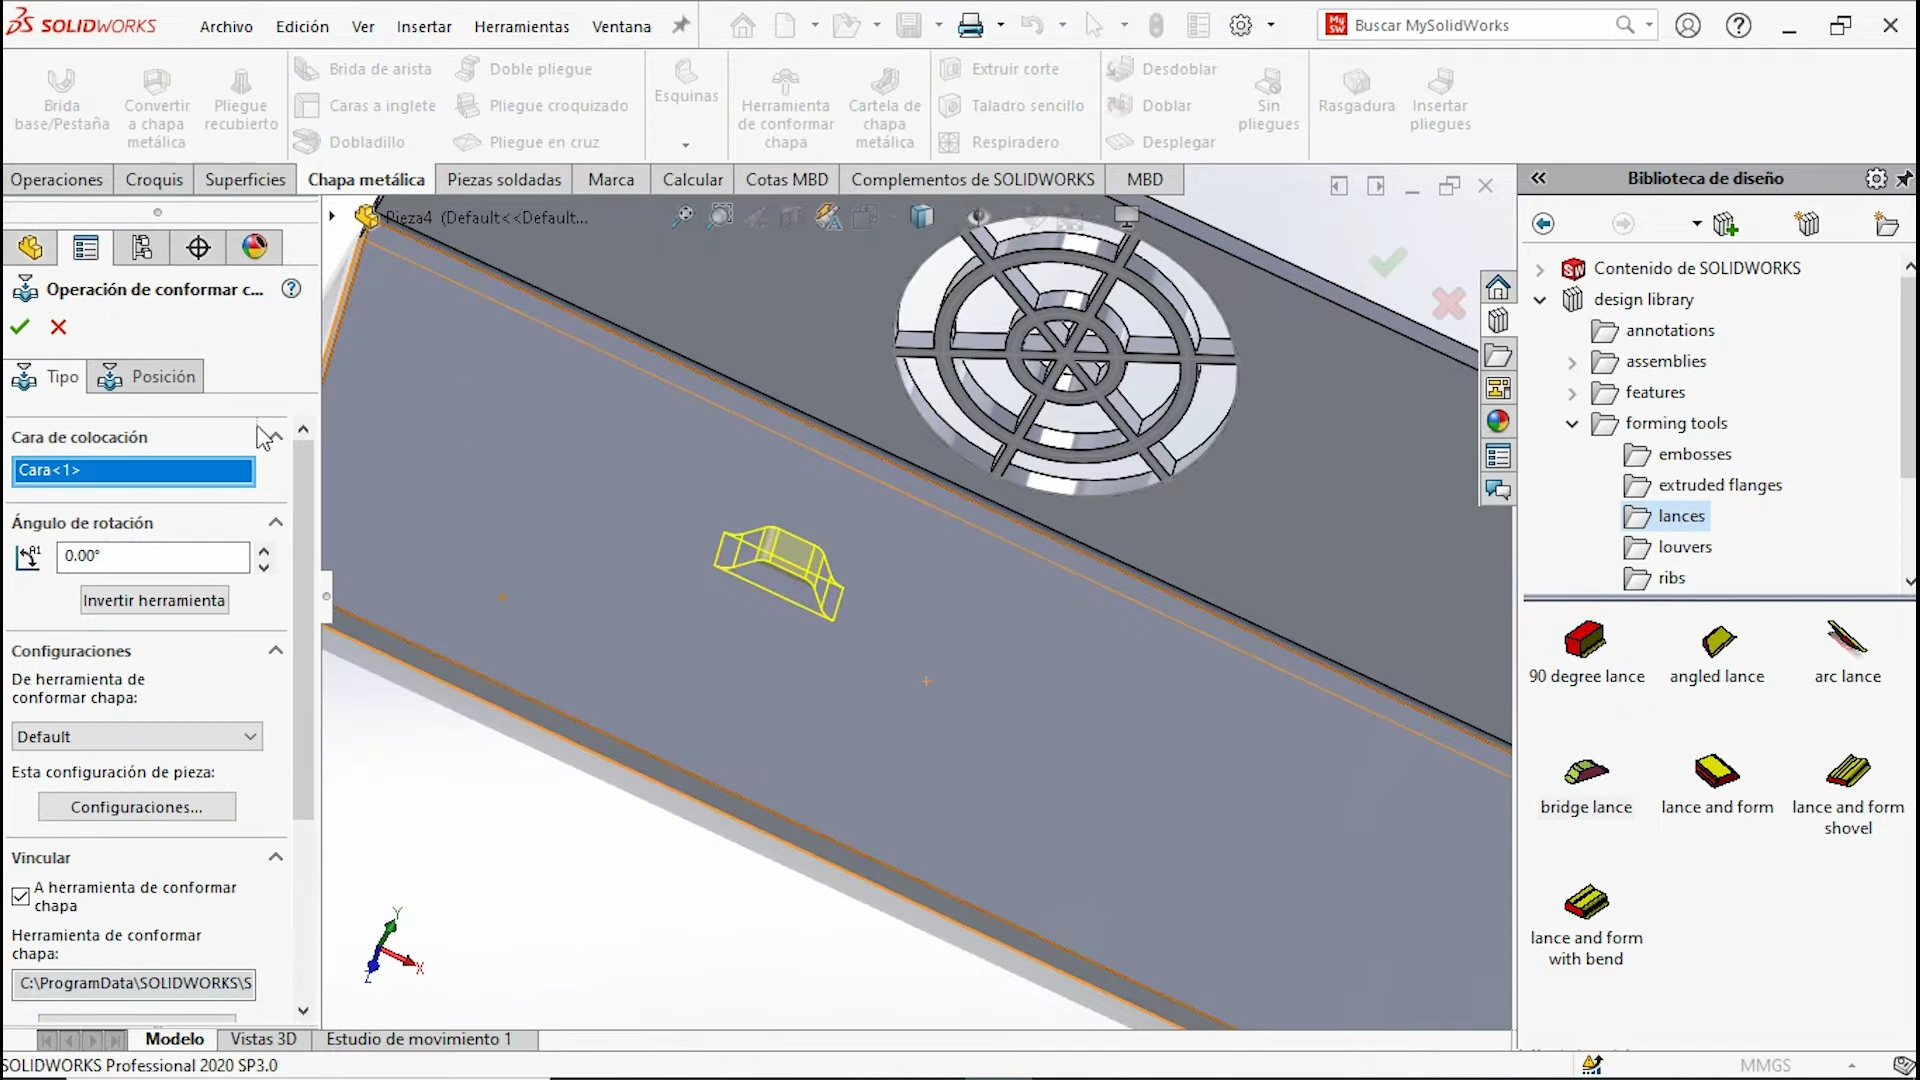 SOLIDWORKS
Archivo
Edición
Ver
Insertar
Herramientas
Ventana
My
SW
Buscar MySolidWorks
Brida
base/Pestaña
Convertir
a chapa
metálica
Pliegue
recubierto
Brida de arista
Caras a inglete
Dobladillo
Doble pliegue
Pliegue croquizado
Pliegue en cruz
Esquinas
Herramienta
de conformar
chapa
Cartela de
chapa
metálica
Extruir corte
Taladro sencillo
Respiradero
Desdoblar
Doblar
Desplegar
Sin
pliegues
Rasgadura
Insertar
pliegues
Operaciones
Croquis
Superficies
Chapa metálica
Piezas soldadas
Marca
Calcular
Cotas MBD
Complementos de SOLIDWORKS
MBD
Biblioteca de diseño
Pieza4 (Default<<Default...
Operación de conformar c...
Tipo
Posición
Cara de colocación
Cara<1>
Ángulo de rotación
A1
0.00°
Invertir herramienta
Configuraciones
De herramienta de
conformar chapa:
Default
Esta configuración de pieza:
Configuraciones...
Vincular
A herramienta de conformar
chapa
Herramienta de conformar
chapa:
C:\ProgramData\SOLIDWORKS\S
Y
X
Z
Contenido de SOLIDWORKS
design library
annotations
assemblies
features
forming tools
embosses
extruded flanges
lances
louvers
ribs
90 degree lance
angled lance
arc lance
bridge lance
lance and form
lance and form
shovel
lance and form
with bend
Modelo
Vistas 3D
Estudio de movimiento 1
SOLIDWORKS Professional 2020 SP3.0
MMGS